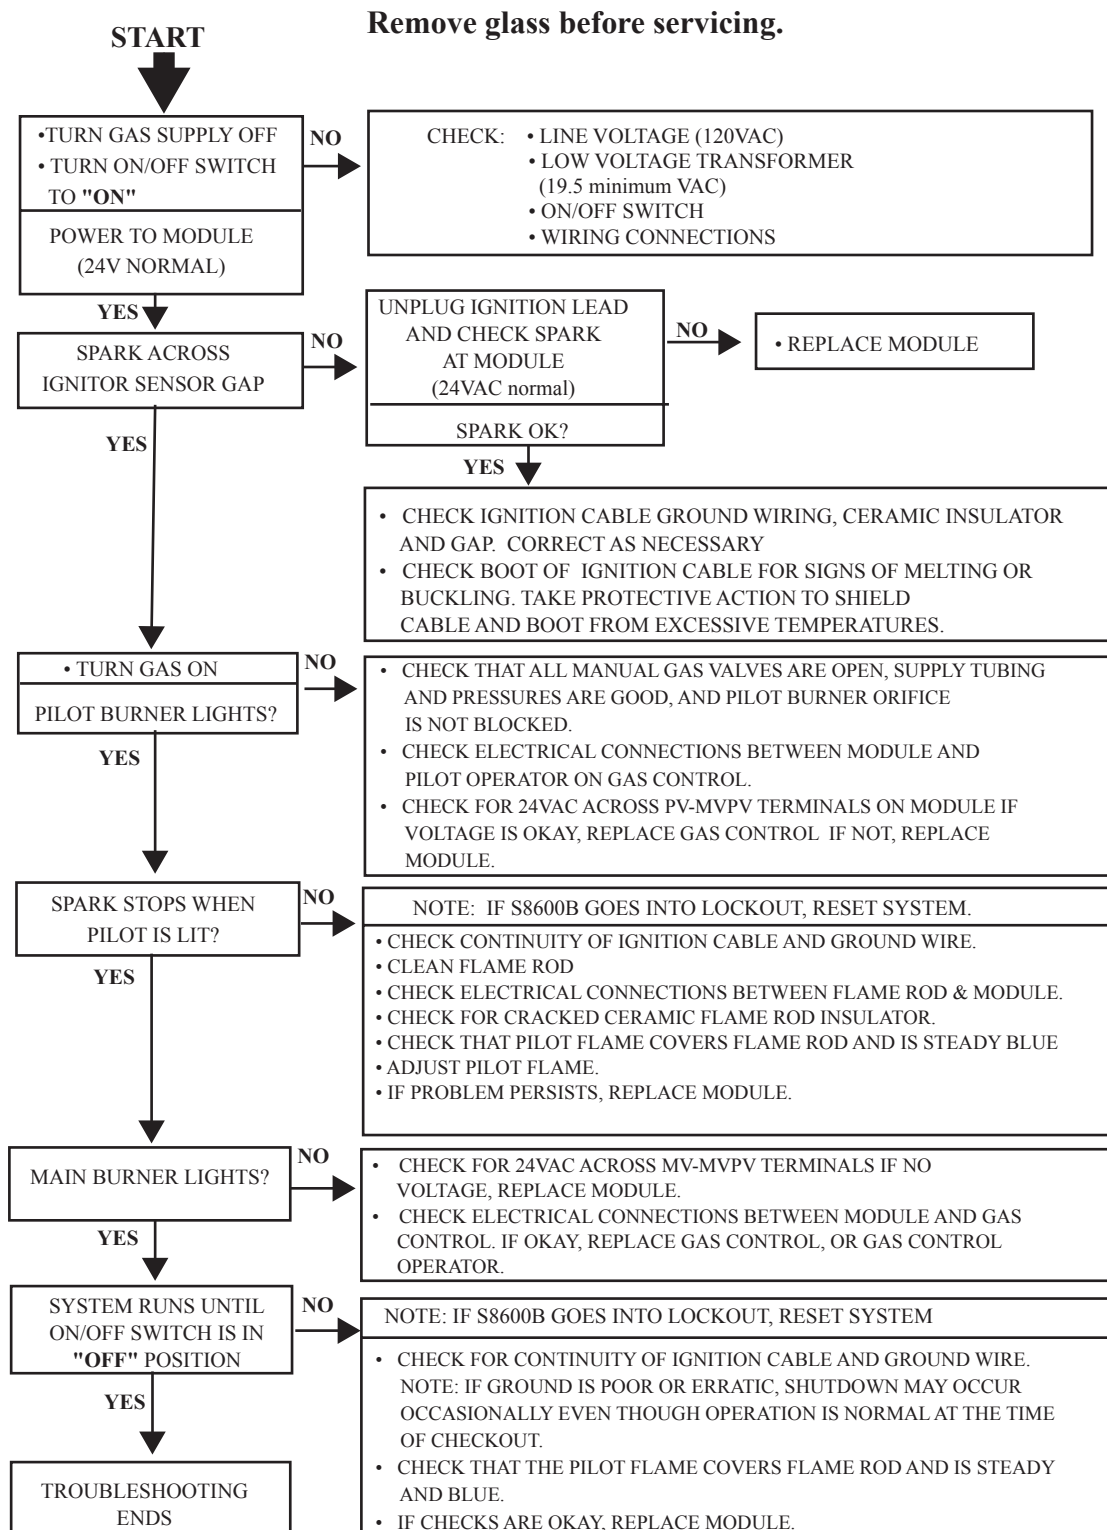 Remove glass before servicing.
START
•TURN GAS SUPPLY OFF
• TURN ON/OFF SWITCH
TO "ON"
POWER TO MODULE
(24V NORMAL)
NO
CHECK: • LINE VOLTAGE (120VAC)
• LOW VOLTAGE TRANSFORMER
(19.5 minimum VAC)
• ON/OFF SWITCH
• WIRING CONNECTIONS
YES
SPARK ACROSS
IGNITOR SENSOR GAP
NO
UNPLUG IGNITION LEAD
AND CHECK SPARK
AT MODULE
(24VAC normal)
SPARK OK?
NO
• REPLACE MODULE
YES
• CHECK IGNITION CABLE GROUND WIRING, CERAMIC INSULATOR
AND GAP. CORRECT AS NECESSARY
• CHECK BOOT OF IGNITION CABLE FOR SIGNS OF MELTING OR
BUCKLING. TAKE PROTECTIVE ACTION TO SHIELD
CABLE AND BOOT FROM EXCESSIVE TEMPERATURES.
YES
• TURN GAS ON
PILOT BURNER LIGHTS?
NO
• CHECK THAT ALL MANUAL GAS VALVES ARE OPEN, SUPPLY TUBING
AND PRESSURES ARE GOOD, AND PILOT BURNER ORIFICE
IS NOT BLOCKED.
• CHECK ELECTRICAL CONNECTIONS BETWEEN MODULE AND
PILOT OPERATOR ON GAS CONTROL.
• CHECK FOR 24VAC ACROSS PV-MVPV TERMINALS ON MODULE IF
VOLTAGE IS OKAY, REPLACE GAS CONTROL IF NOT, REPLACE
MODULE.
YES
SPARK STOPS WHEN
PILOT IS LIT?
NO
NOTE: IF S8600B GOES INTO LOCKOUT, RESET SYSTEM.
• CHECK CONTINUITY OF IGNITION CABLE AND GROUND WIRE.
• CLEAN FLAME ROD
• CHECK ELECTRICAL CONNECTIONS BETWEEN FLAME ROD & MODULE.
• CHECK FOR CRACKED CERAMIC FLAME ROD INSULATOR.
• CHECK THAT PILOT FLAME COVERS FLAME ROD AND IS STEADY BLUE
• ADJUST PILOT FLAME.
• IF PROBLEM PERSISTS, REPLACE MODULE.
YES
MAIN BURNER LIGHTS?
NO
• CHECK FOR 24VAC ACROSS MV-MVPV TERMINALS IF NO
VOLTAGE, REPLACE MODULE.
• CHECK ELECTRICAL CONNECTIONS BETWEEN MODULE AND GAS
CONTROL. IF OKAY, REPLACE GAS CONTROL, OR GAS CONTROL
OPERATOR.
YES
SYSTEM RUNS UNTIL
ON/OFF SWITCH IS IN
"OFF" POSITION
NO
NOTE: IF S8600B GOES INTO LOCKOUT, RESET SYSTEM
• CHECK FOR CONTINUITY OF IGNITION CABLE AND GROUND WIRE.
NOTE: IF GROUND IS POOR OR ERRATIC, SHUTDOWN MAY OCCUR
OCCASIONALLY EVEN THOUGH OPERATION IS NORMAL AT THE TIME
OF CHECKOUT.
• CHECK THAT THE PILOT FLAME COVERS FLAME ROD AND IS STEADY
AND BLUE.
• IF CHECKS ARE OKAY, REPLACE MODULE.
YES
TROUBLESHOOTING
ENDS